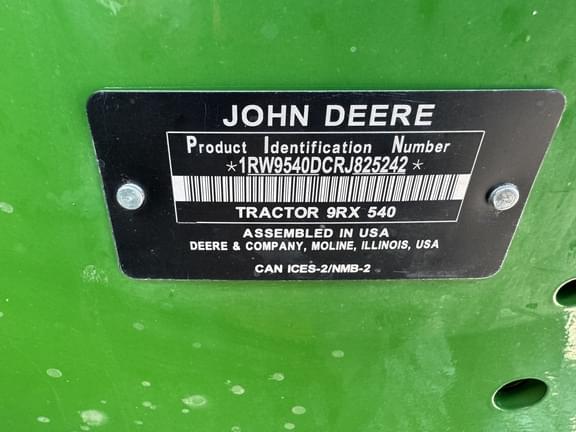 JOHN DEERE
Product Identification Number
*1RW9540DCRJ825242*
TRACTOR 9RX 540
ASSEMBLED IN USA
DEERE & COMPANY, MOLINE, ILLINOIS, USA
CAN ICES-2/NMB-2